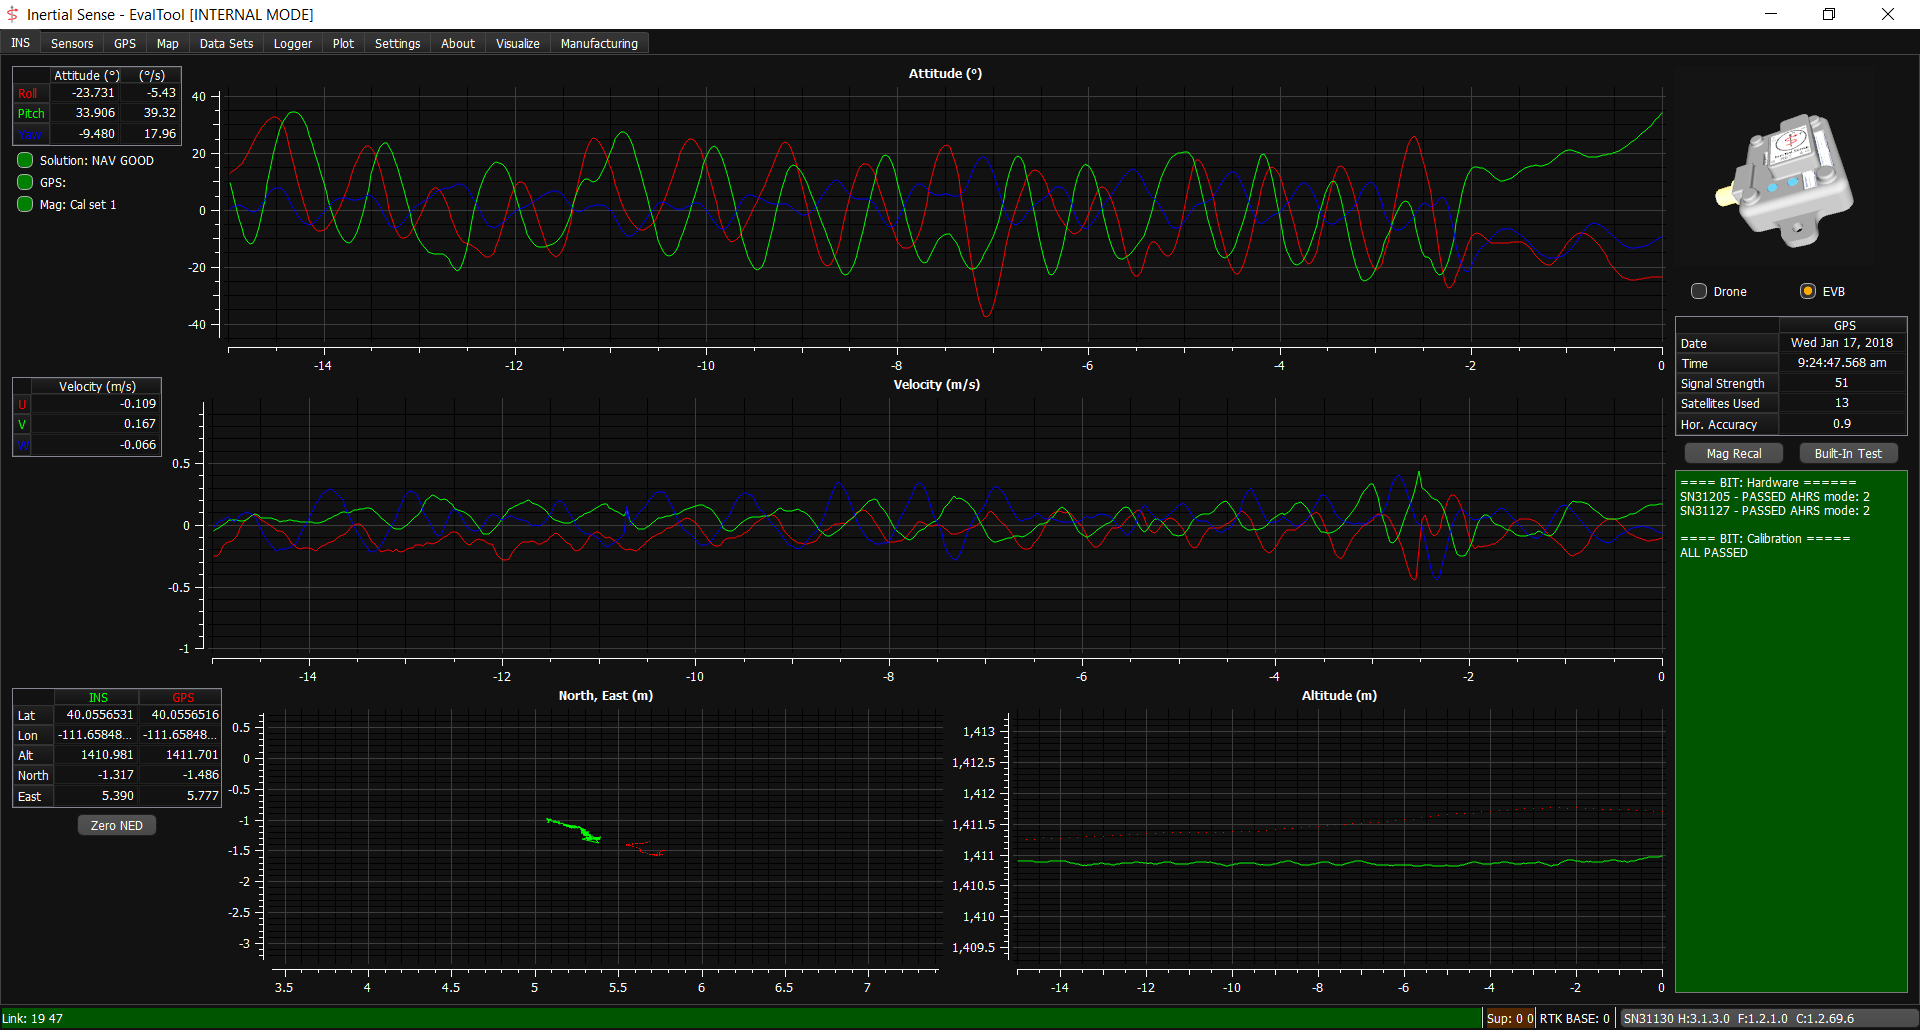 Inertial Sense - EvalTool [INTERNAL MODE]
INS Sensors GPS Map Data Sets Logger Plot Settings About Visualize Manufacturing
Attitude (°) (°/s)
Roll -23.731 -5.43
Pitch 33.906 39.32
Yaw -9.480 17.96
Solution: NAV GOOD
GPS:
Mag: Cal set 1
Attitude (º)
40
20
0
-20
-40
-14 -12 -10 -8 -6 -4 -2 0
Velocity (m/s)
U -0.109
V 0.167
W -0.066
Velocity (m/s)
0.5
0
-0.5
-1
-14 -12 -10 -8 -6 -4 -2 0
INS GPS
Lat 40.0556531 40.0556516
Lon -111.65848... -111.65848...
Alt 1410.981 1411.701
North -1.317 -1.486
East 5.390 5.777
Zero NED
North, East (m)
0.5
0
-0.5
-1
-1.5
-2
-2.5
-3
3.5 4 4.5 5 5.5 6 6.5 7
Altitude (m)
1,413
1,412.5
1,412
1,411.5
1,411
1,410.5
1,410
1,409.5
-14 -12 -10 -8 -6 -4 -2 0
Drone EVB
GPS
Date Wed Jan 17, 2018
Time 9:24:47.568 am
Signal Strength 51
Satellites Used 13
Hor. Accuracy 0.9
Mag Recal Built-In Test
==== BIT: Hardware ======
SN31205 - PASSED AHRS mode: 2
SN31127 - PASSED AHRS mode: 2
==== BIT: Calibration =====
ALL PASSED
Link: 19 47
Sup: 0 0 RTK BASE: 0 SN31130 H:3.1.3.0 F:1.2.1.0 C:1.2.69.6